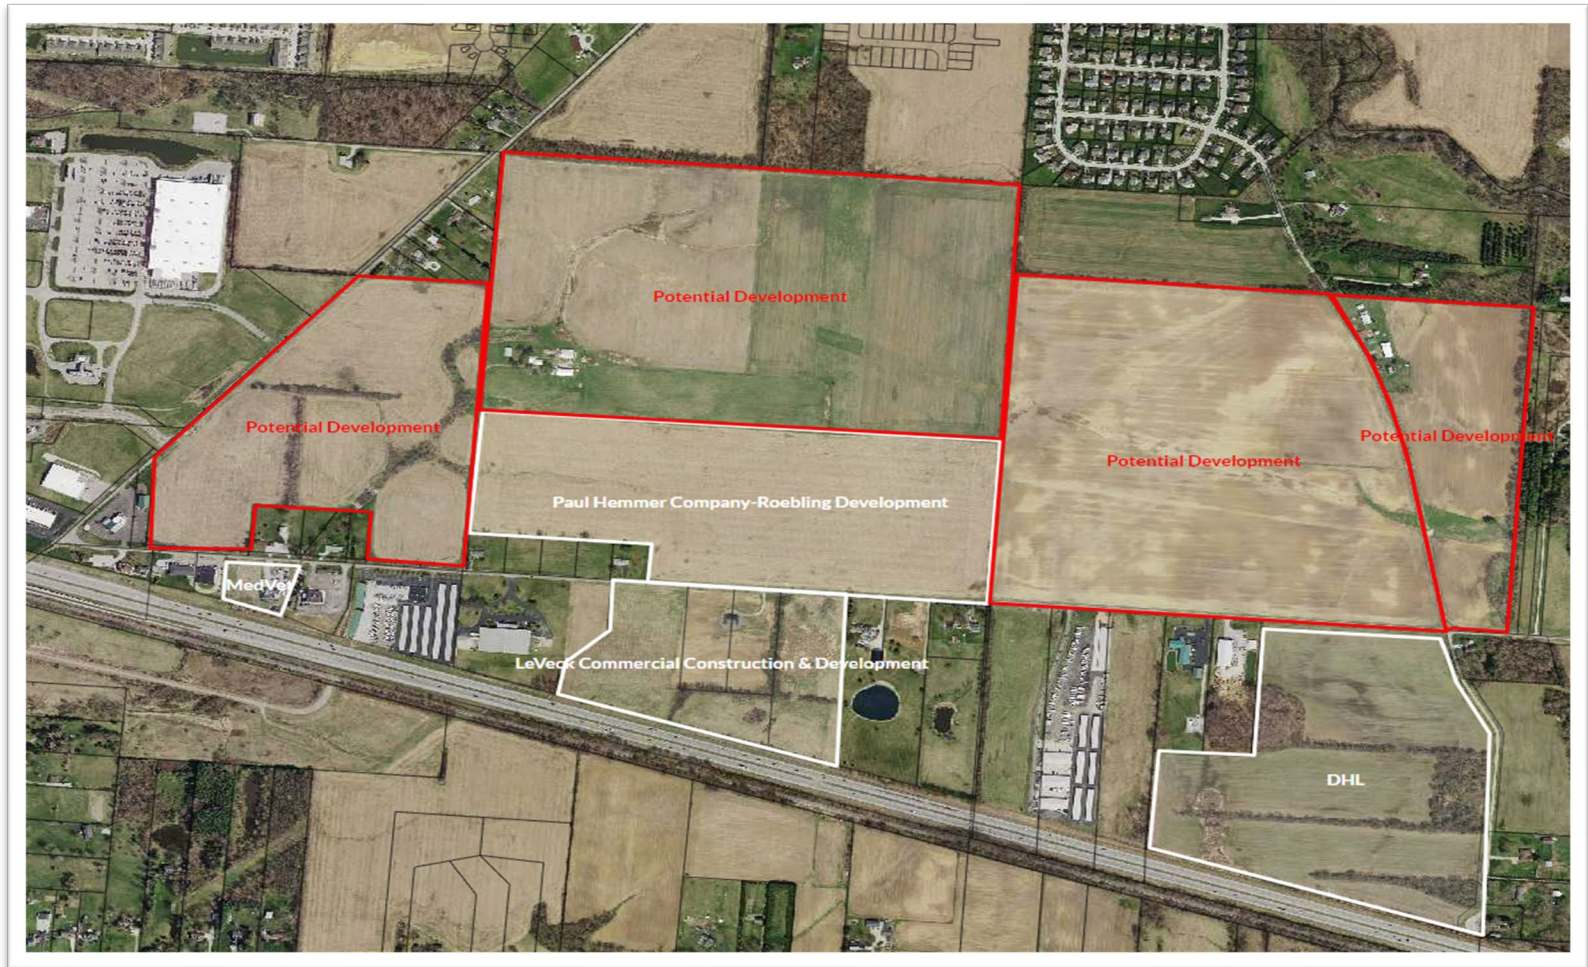 Potential Development
Potential Development
Potential Development
Potential Development
Paul Hemmer Company-Roebling Development
MedVet
LeVeck Commercial Construction & Development
DHL